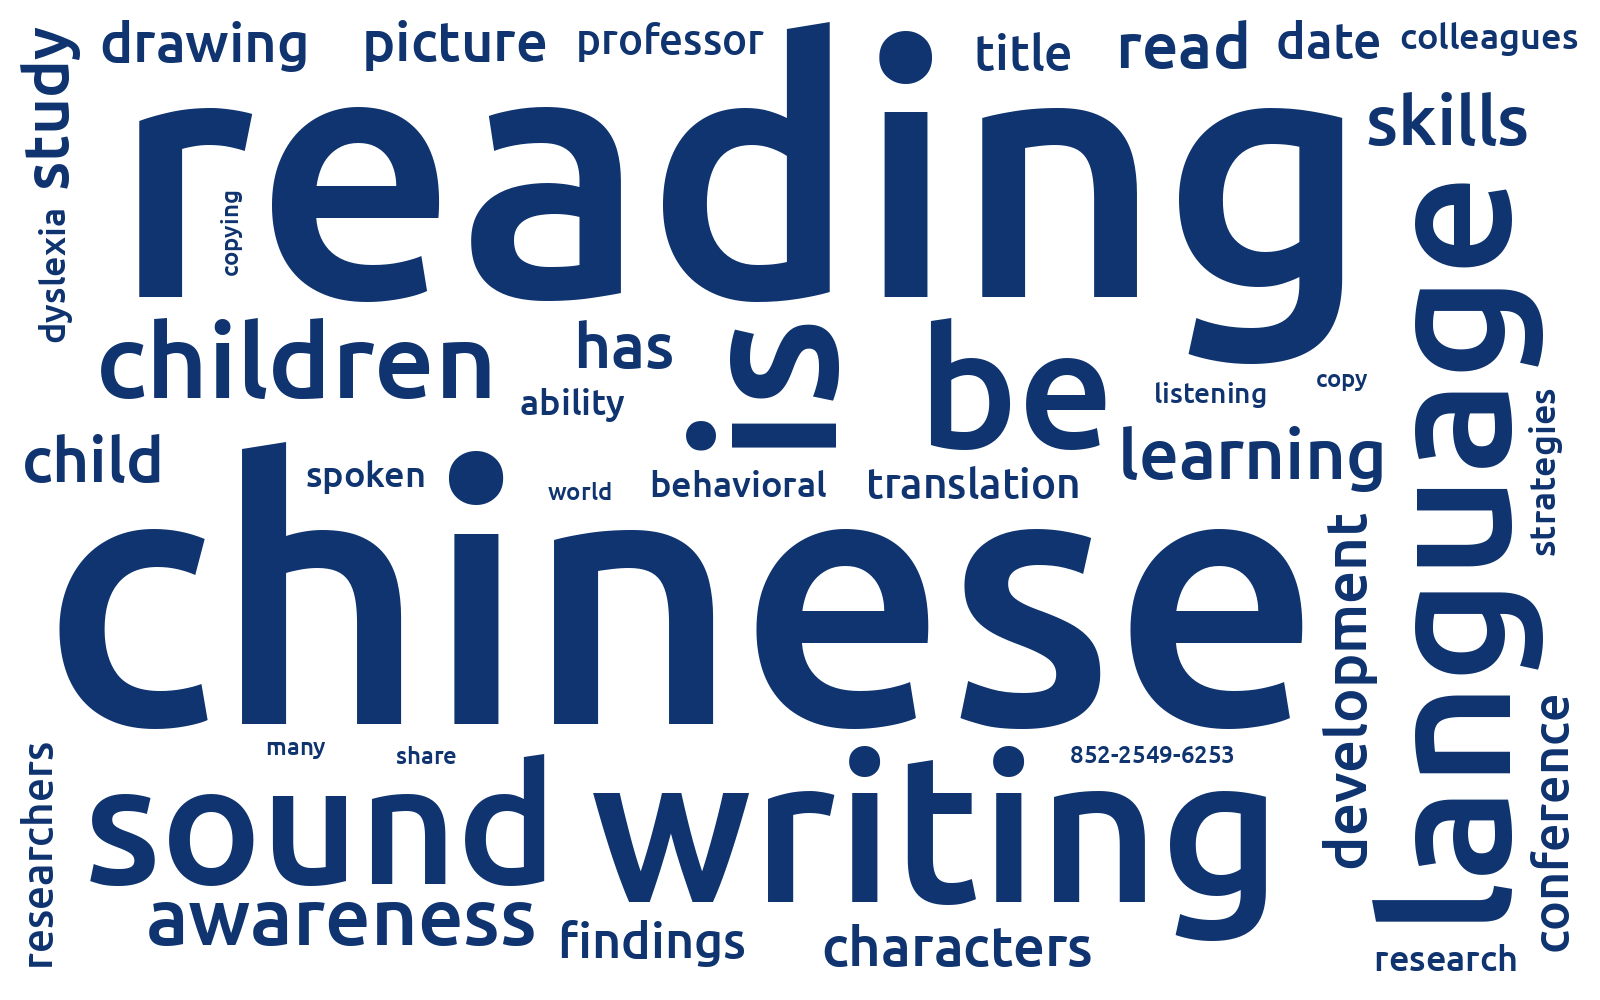 drawing
picture
professor
title
read
date
colleagues
study
reading
skills
copying
dyslexia
language
children
has
is
be
ability
listening
copy
strategies
child
spoken
world
behavioral
translation
learning
chinese
development
many
share
852-2549-6253
conference
researchers
sound
writing
awareness
findings
characters
research